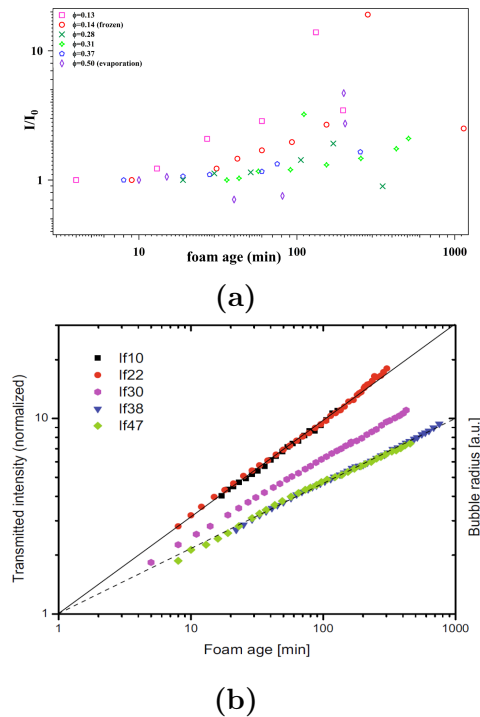 ϕ=0.13
ϕ=0.14 (frozen)
ϕ=0.28
ϕ=0.31
ϕ=0.37
ϕ=0.50 (evaporation)
10
1
I/I0
10
100
1000
foam age (min)
(a)
lf10
lf22
lf30
lf38
lf47
10
1
Transmitted intensity (normalized)
Bubble radius [a.u.]
1
10
100
1000
Foam age [min]
(b)